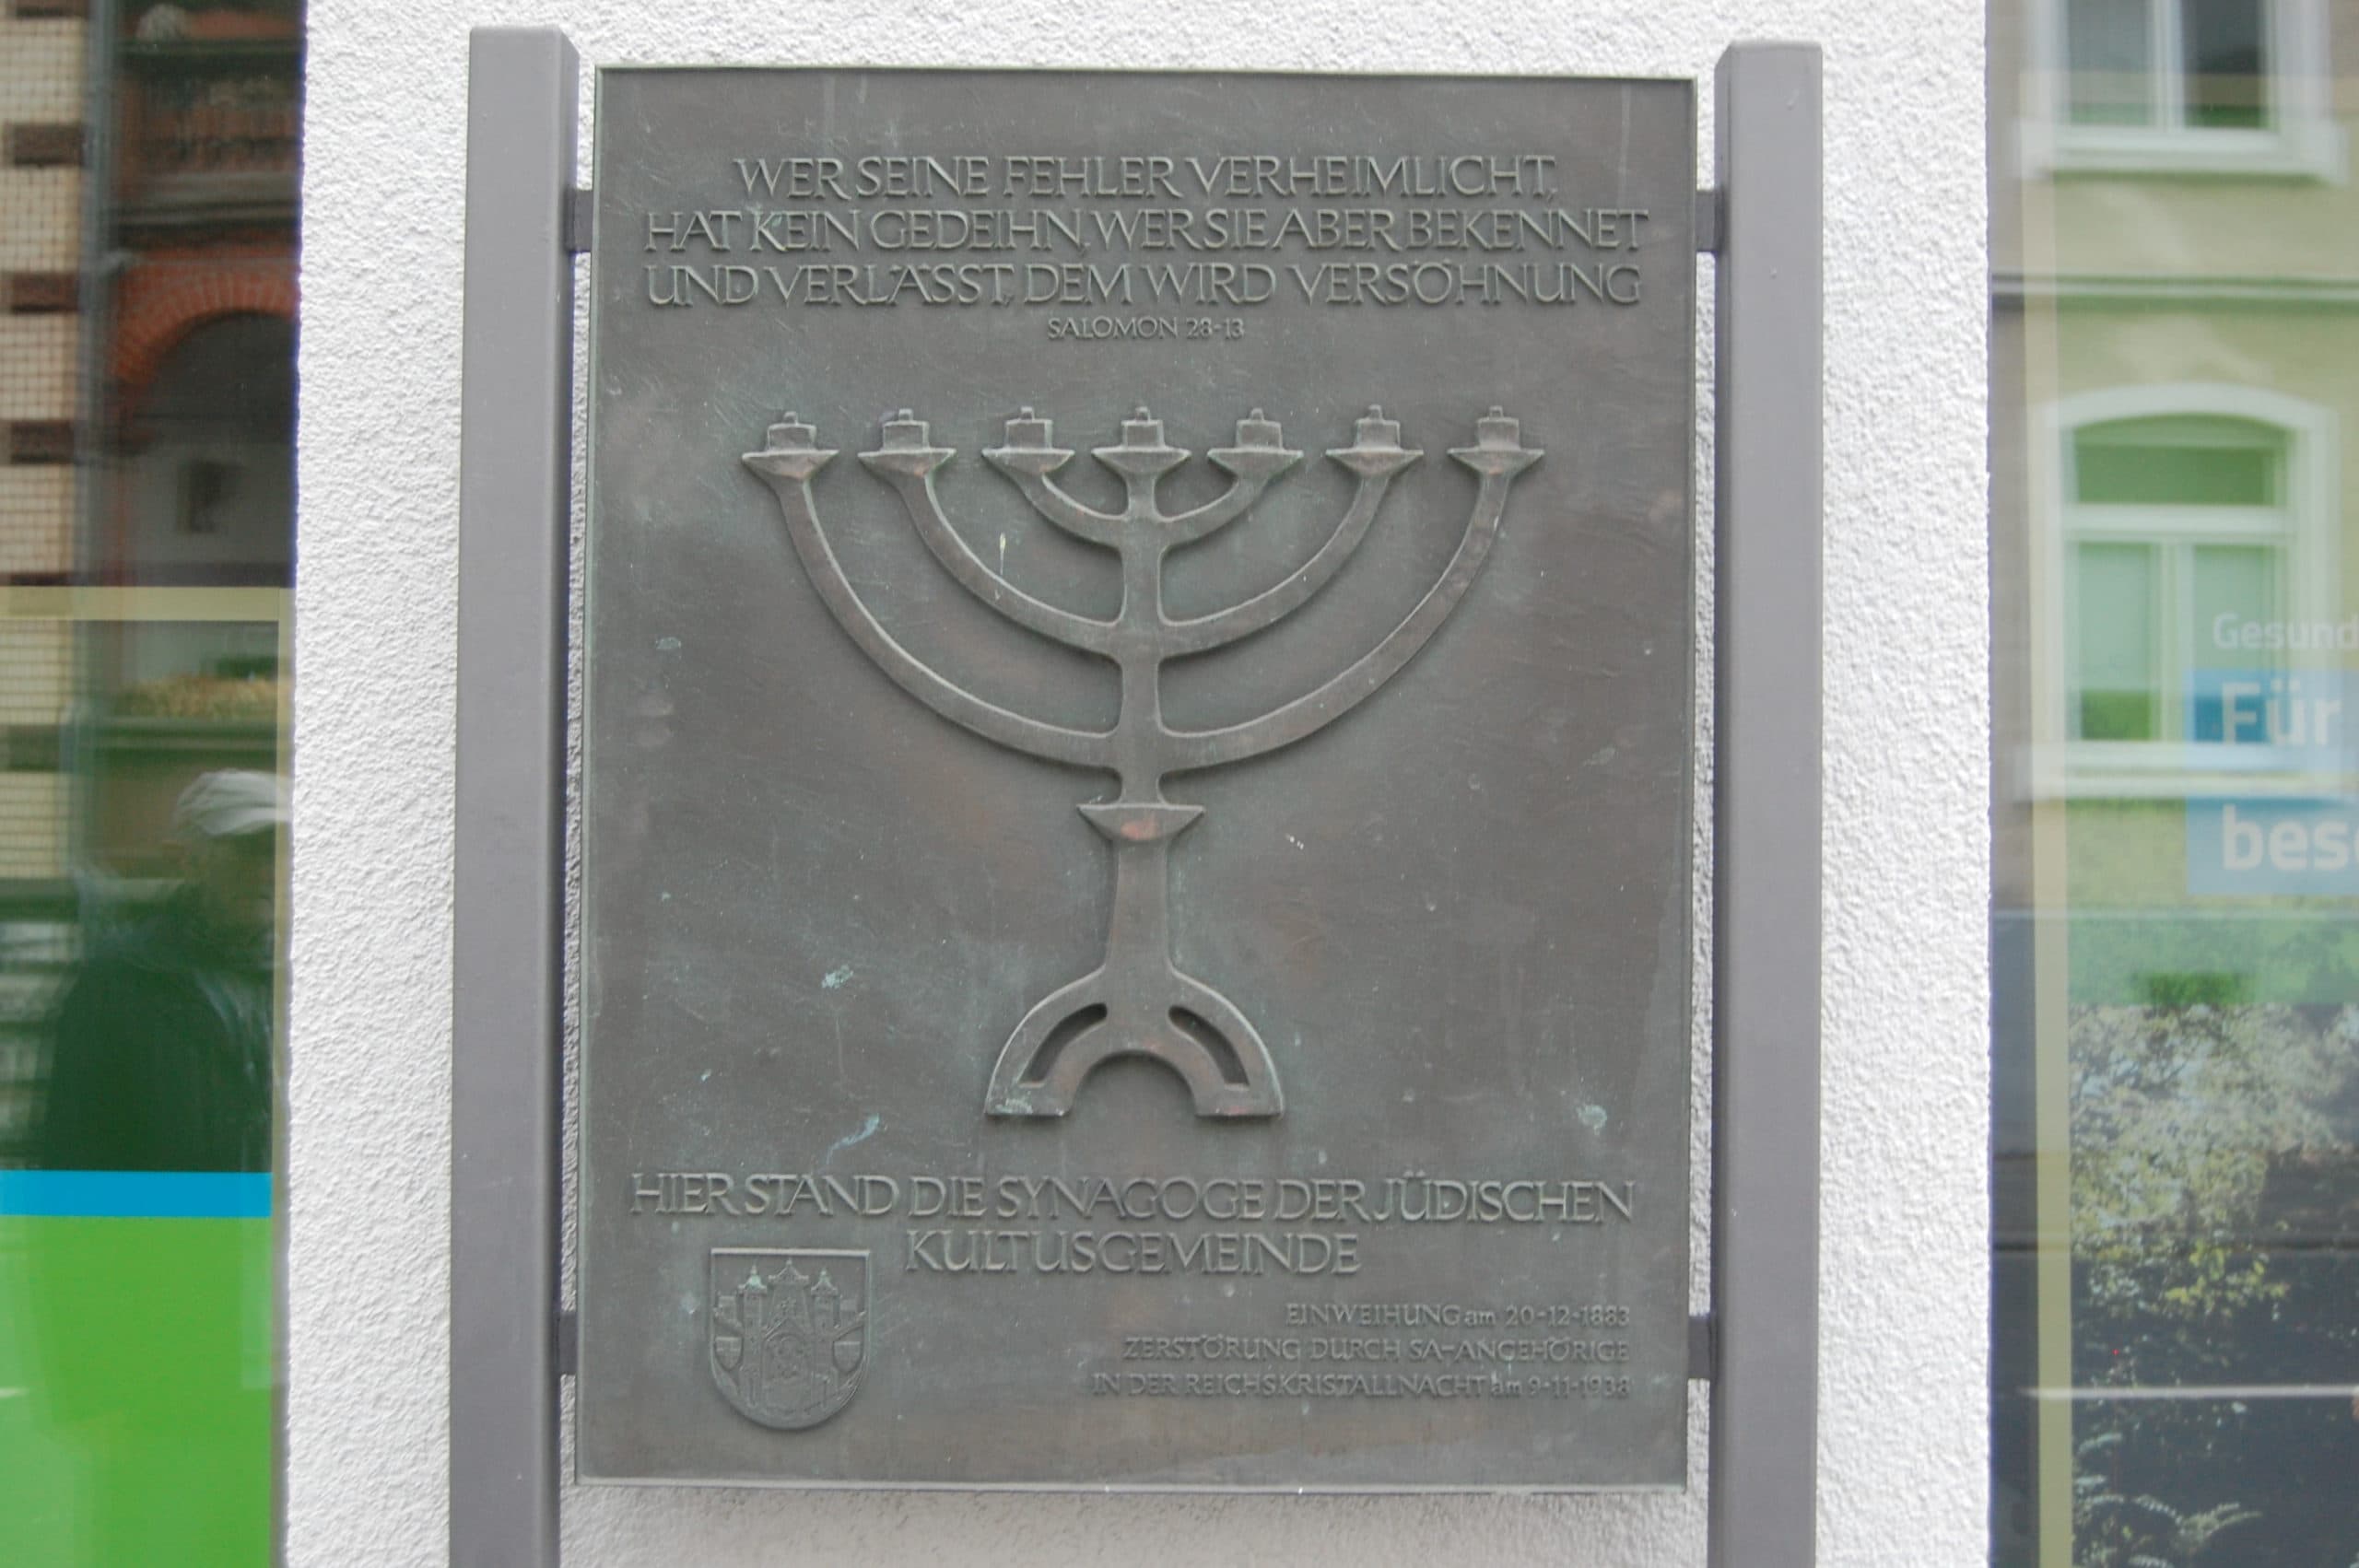 WER SEINE FEHLER VERHEIMLICHT,
HAT KEIN GEDEIHN, WER SIE ABER BEKENNET
UND VERLÄSST, DEM WIRD VERSÖHNUNG
SALOMON 28-13
HIER STAND DIE SYNAGOGE DER JÜDISCHEN
KULTUSGEMEINDE
EINWEIHUNG am 20-12-1883
ZERSTÖRUNG DURCH SA-ANGEHÖRIGE
IN DER REICHSKRISTALLNACHT am 9-11-1938
Gesund
Für
bes